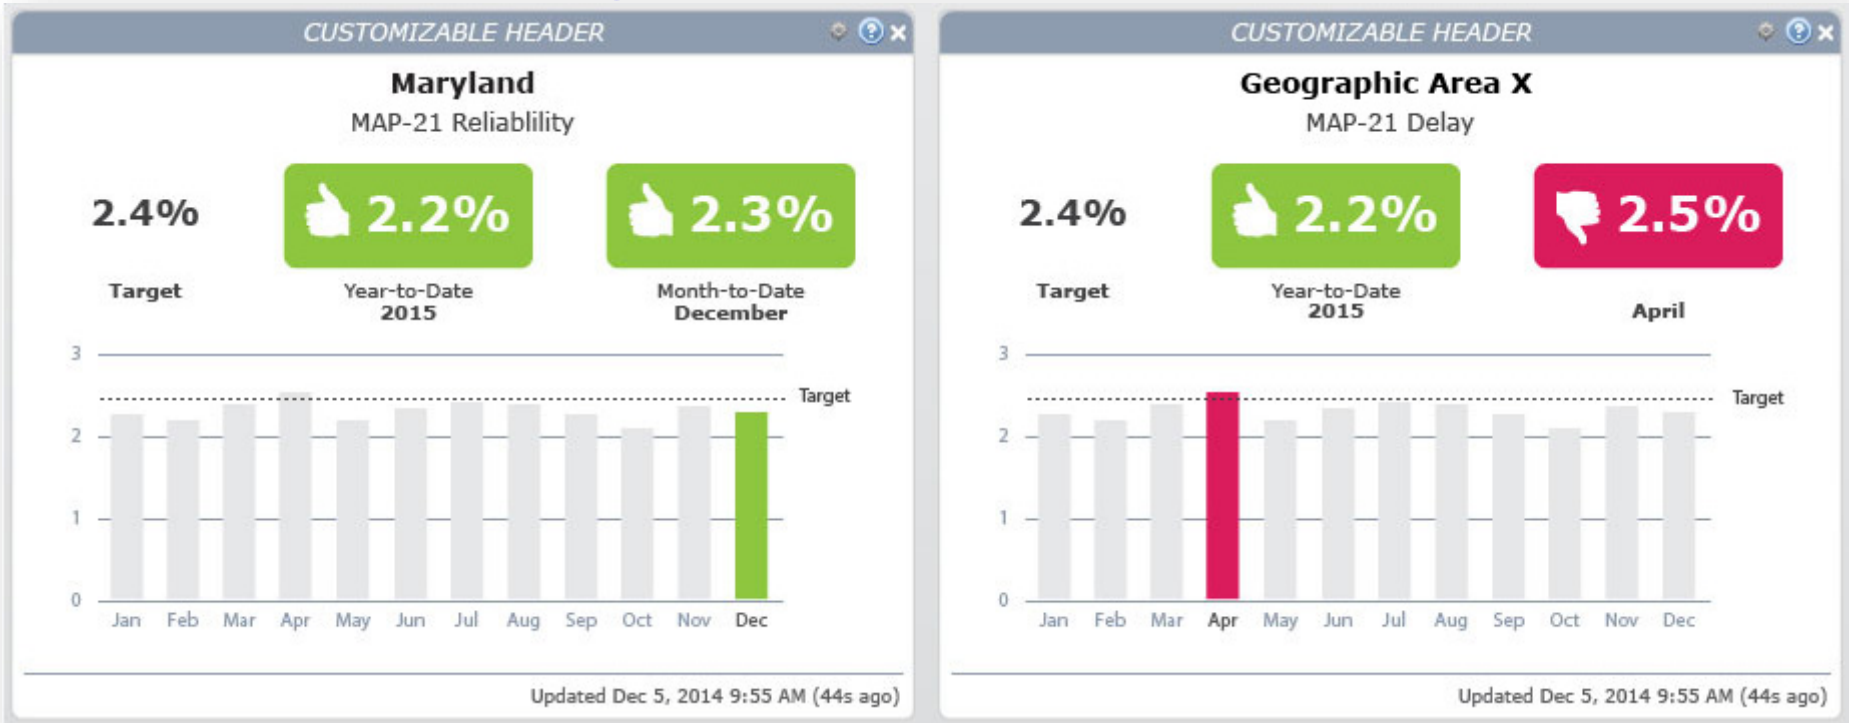 CUSTOMIZABLE HEADER
Maryland
MAP-21 Reliablility
2.4%
2.2%
2.3%
Target
Year-to-Date
2015
Month-to-Date
December
3
Target
2
1
0
Jan Feb Mar Apr May Jun Jul Aug Sep Oct Nov Dec
Updated Dec 5, 2014 9:55 AM (44s ago)
CUSTOMIZABLE HEADER
Geographic Area X
MAP-21 Delay
2.4%
2.2%
2.5%
Target
Year-to-Date
2015
April
3
Target
2
1
0
Jan Feb Mar Apr May Jun Jul Aug Sep Oct Nov Dec
Updated Dec 5, 2014 9:55 AM (44s ago)